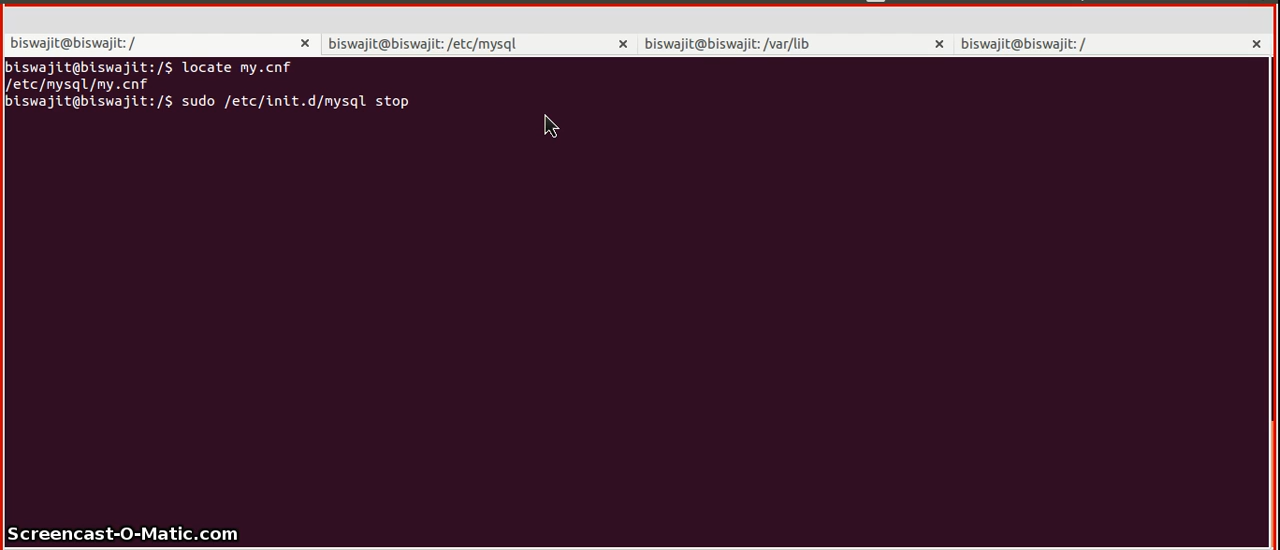 biswajit@biswajit: / × biswajit@biswajit: /etc/mysql × biswajit@biswajit: /var/lib × biswajit@biswajit: / ×
biswajit@biswajit:/$ locate my.cnf
/etc/mysql/my.cnf
biswajit@biswajit:/$ sudo /etc/init.d/mysql stop
Screencast-O-Matic.com